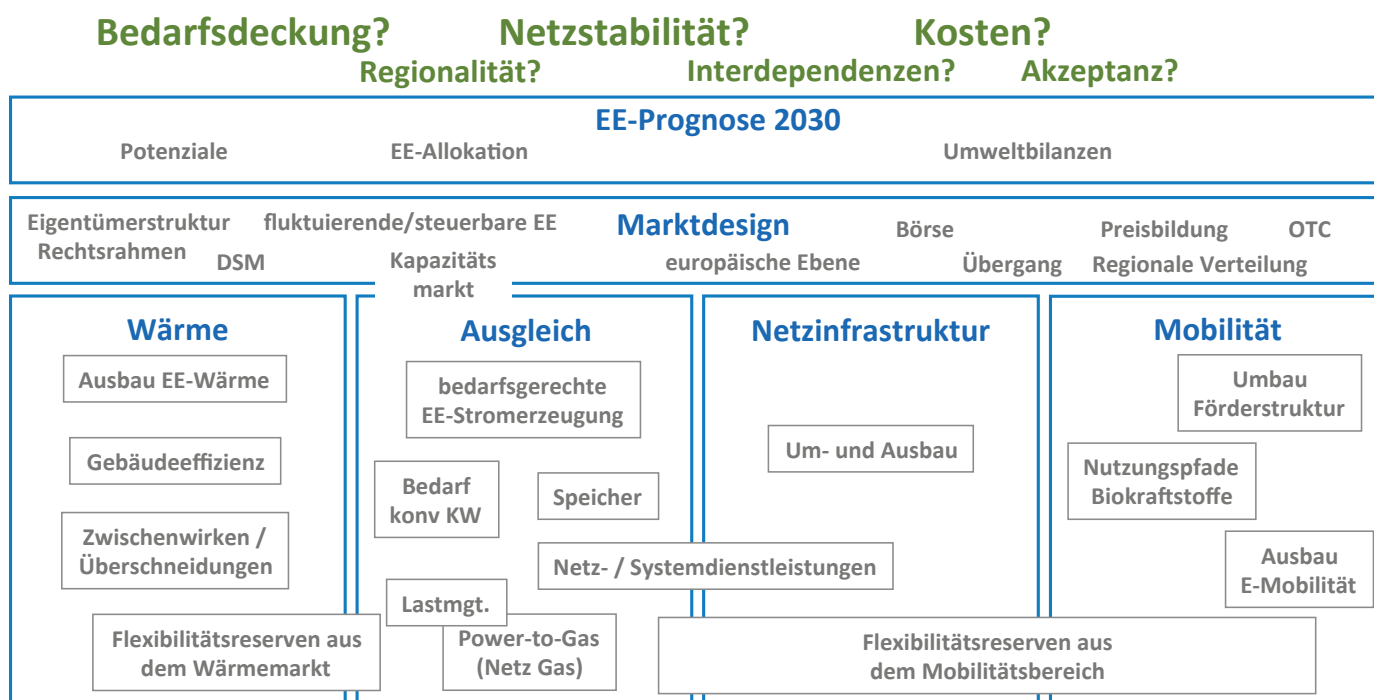 Bedarfsdeckung? Netzstabilität? Kosten?
Regionalität? Interdependenzen? Akzeptanz?
EE-Prognose 2030
Potenziale EE-Allokation Umweltbilanzen
Eigentümerstruktur fluktuierende/steuerbare EE Marktdesign Börse Preisbildung OTC
Rechtsrahmen DSM Kapazitäts europäische Ebene Übergang Regionale Verteilung
markt
Wärme
Ausbau EE-Wärme
Gebäudeeffizienz
Zwischenwirken /
Überschneidungen
Flexibilitätsreserven aus
dem Wärmemarkt
Ausgleich
bedarfsgerechte
EE-Stromerzeugung
Bedarf
konv KW
Speicher
Netz- / Systemdienstleistungen
Lastmgt.
Power-to-Gas
(Netz Gas)
Netzinfrastruktur
Um- und Ausbau
Mobilität
Umbau
Förderstruktur
Nutzungspfade
Biokraftstoffe
Ausbau
E-Mobilität
Flexibilitätsreserven aus
dem Mobilitätsbereich